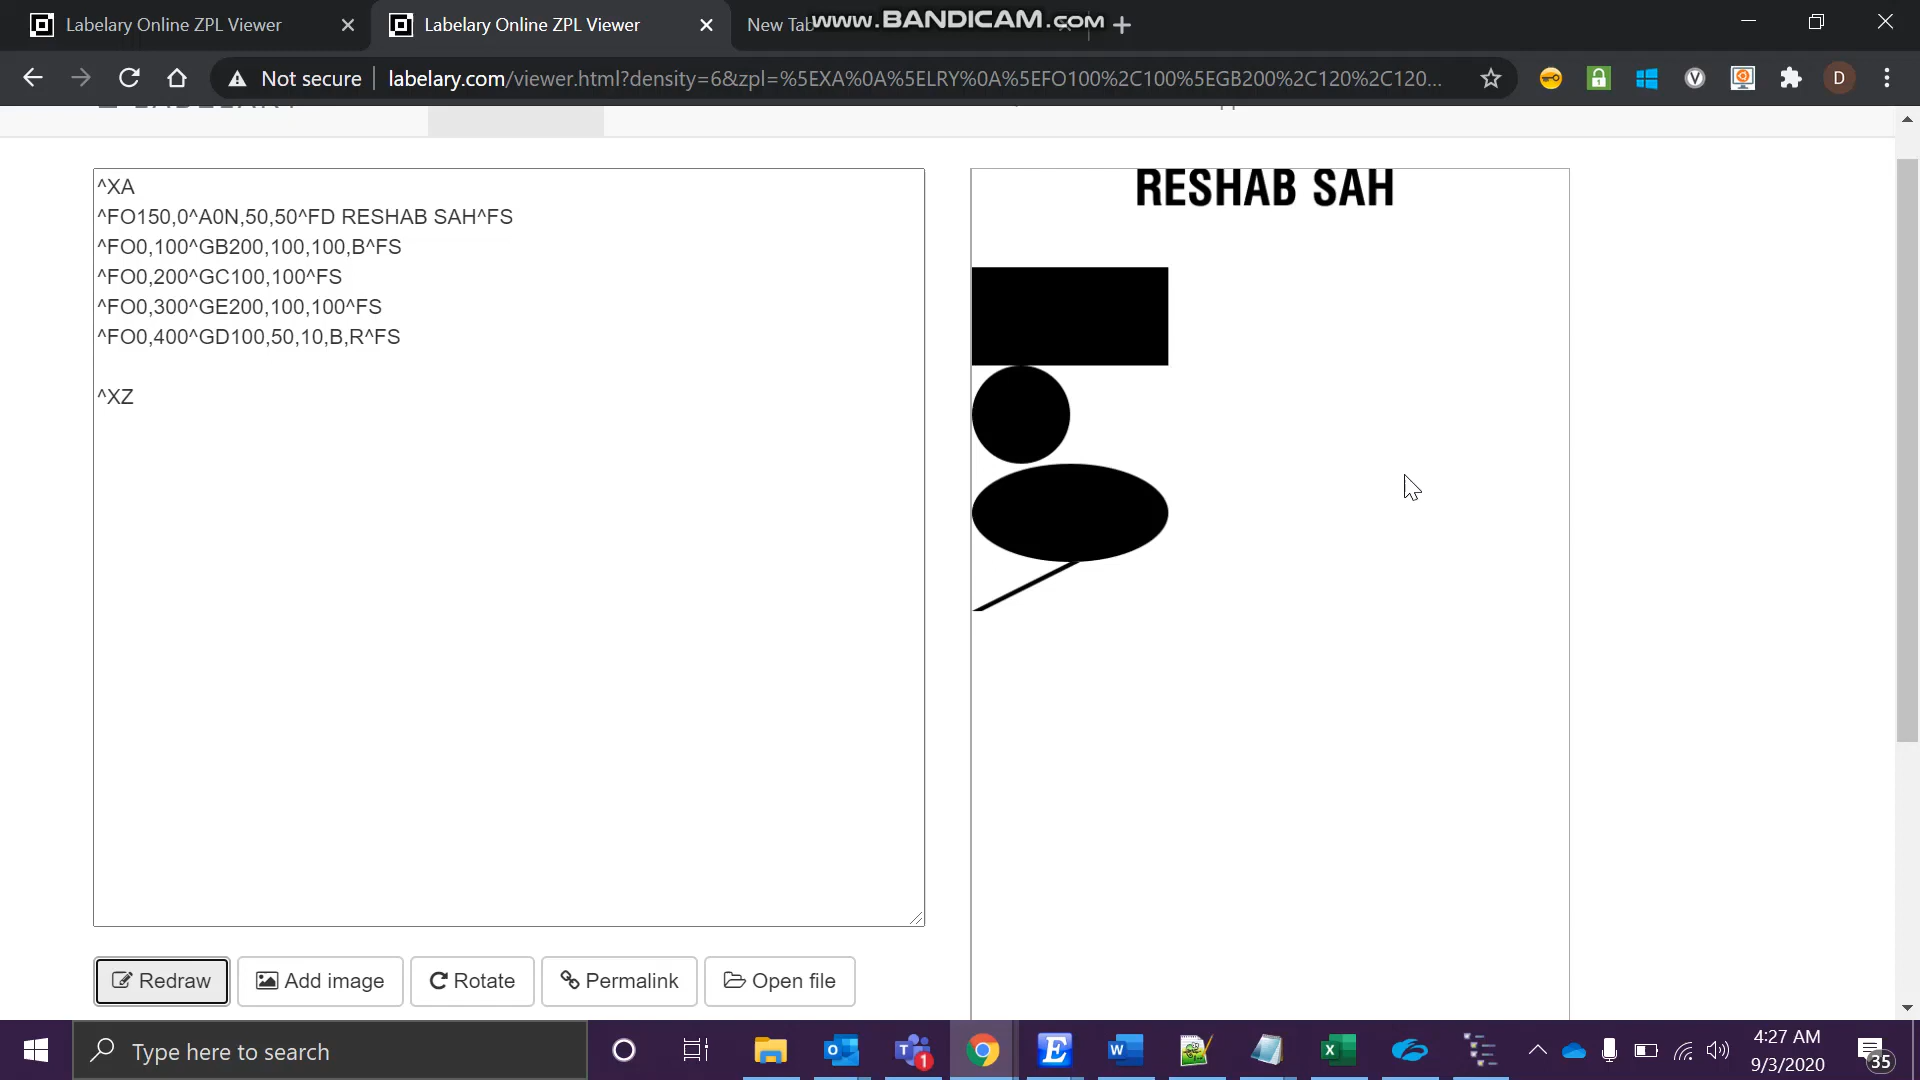 Labelary Online ZPL Viewer
Labelary Online ZPL Viewer
New Tab
www.BANDICAM.com
Not secure
labelary.com/viewer.html?density=6&zpl=%5EXA%0A%5ELRY%0A%5EFO100%2C100%5EGB200%2C120%2C120...
D
^XA
^FO150,0^A0N,50,50^FD RESHAB SAH^FS
^FO0,100^GB200,100,100,B^FS
^FO0,200^GC100,100^FS
^FO0,300^GE200,100,100^FS
^FO0,400^GD100,50,10,B,R^FS
^XZ
RESHAB SAH
Redraw
Add image
Rotate
Permalink
Open file
Type here to search
1
4:27 AM
9/3/2020
35